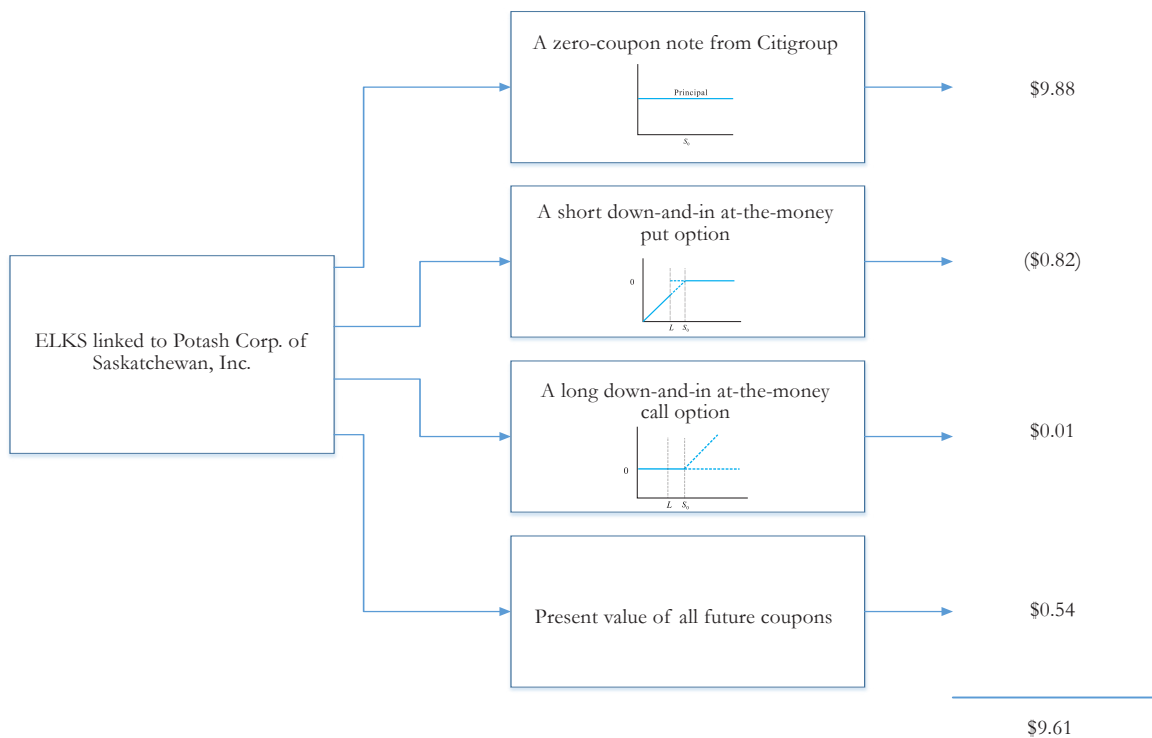 A zero-coupon note from Citigroup
Principal
S₀
$9.88
A short down-and-in at-the-money
put option
0
L S₀
($0.82)
ELKS linked to Potash Corp. of
Saskatchewan, Inc.
A long down-and-in at-the-money
call option
0
L S₀
$0.01
Present value of all future coupons
$0.54
$9.61